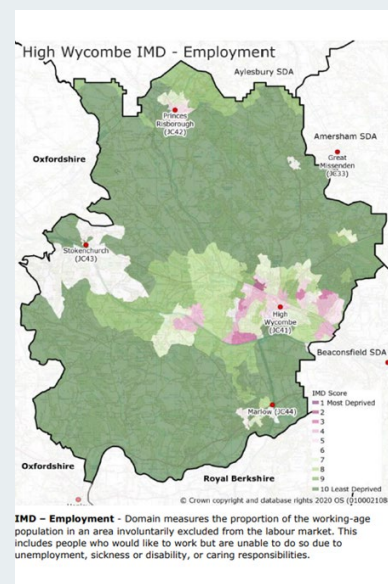 High Wycombe IMD - Employment
Aylesbury SDA
Princes
Risborough
(JC42)
Amersham SDA
Oxfordshire
Great
Missenden
(JE33)
Stokenchurch
(JC43)
High
Wycombe
(JC41)
Beaconsfield SDA
IMD Score
1 Most Deprived
2
3
4
5
6
7
8
9
10 Least Deprived
Marlow (JC44)
Oxfordshire
Royal Berkshire
© Crown copyright and database rights 2020 OS (010002108
IMD – Employment - Domain measures the proportion of the working-age
population in an area involuntarily excluded from the labour market. This
includes people who would like to work but are unable to do so due to
unemployment, sickness or disability, or caring responsibilities.